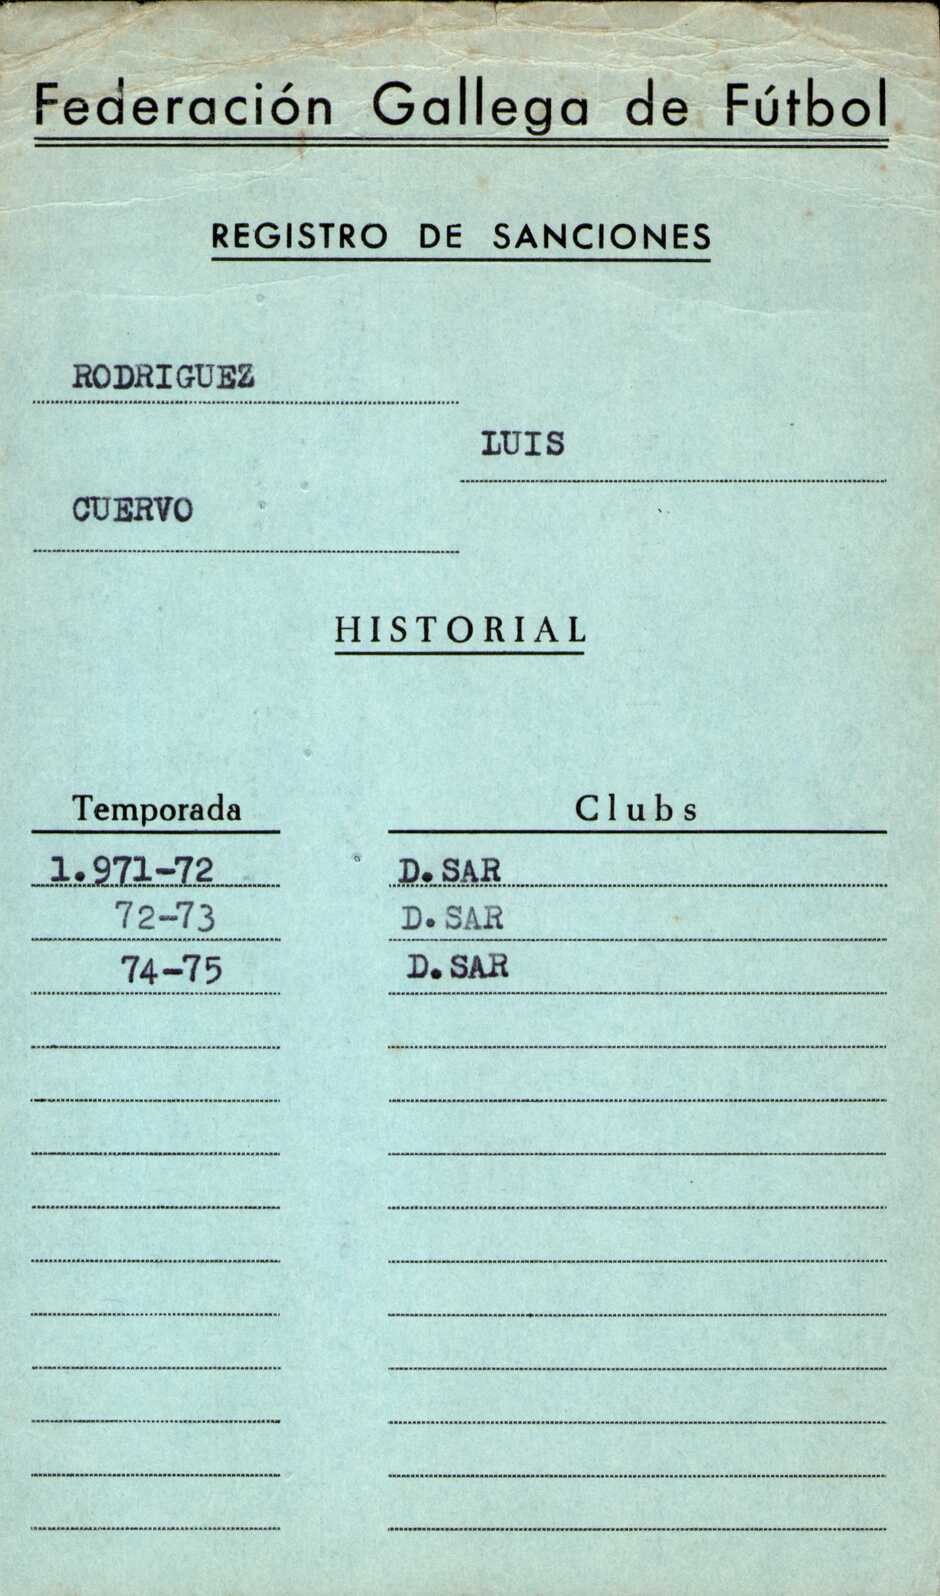 Federación Gallega de Fútbol
REGISTRO DE SANCIONES
RODRIGUEZ
LUIS
CUERVO
HISTORIAL
Temporada Clubs
1.971-72 D.SAR
72-73 D.SAR
74-75 D.SAR